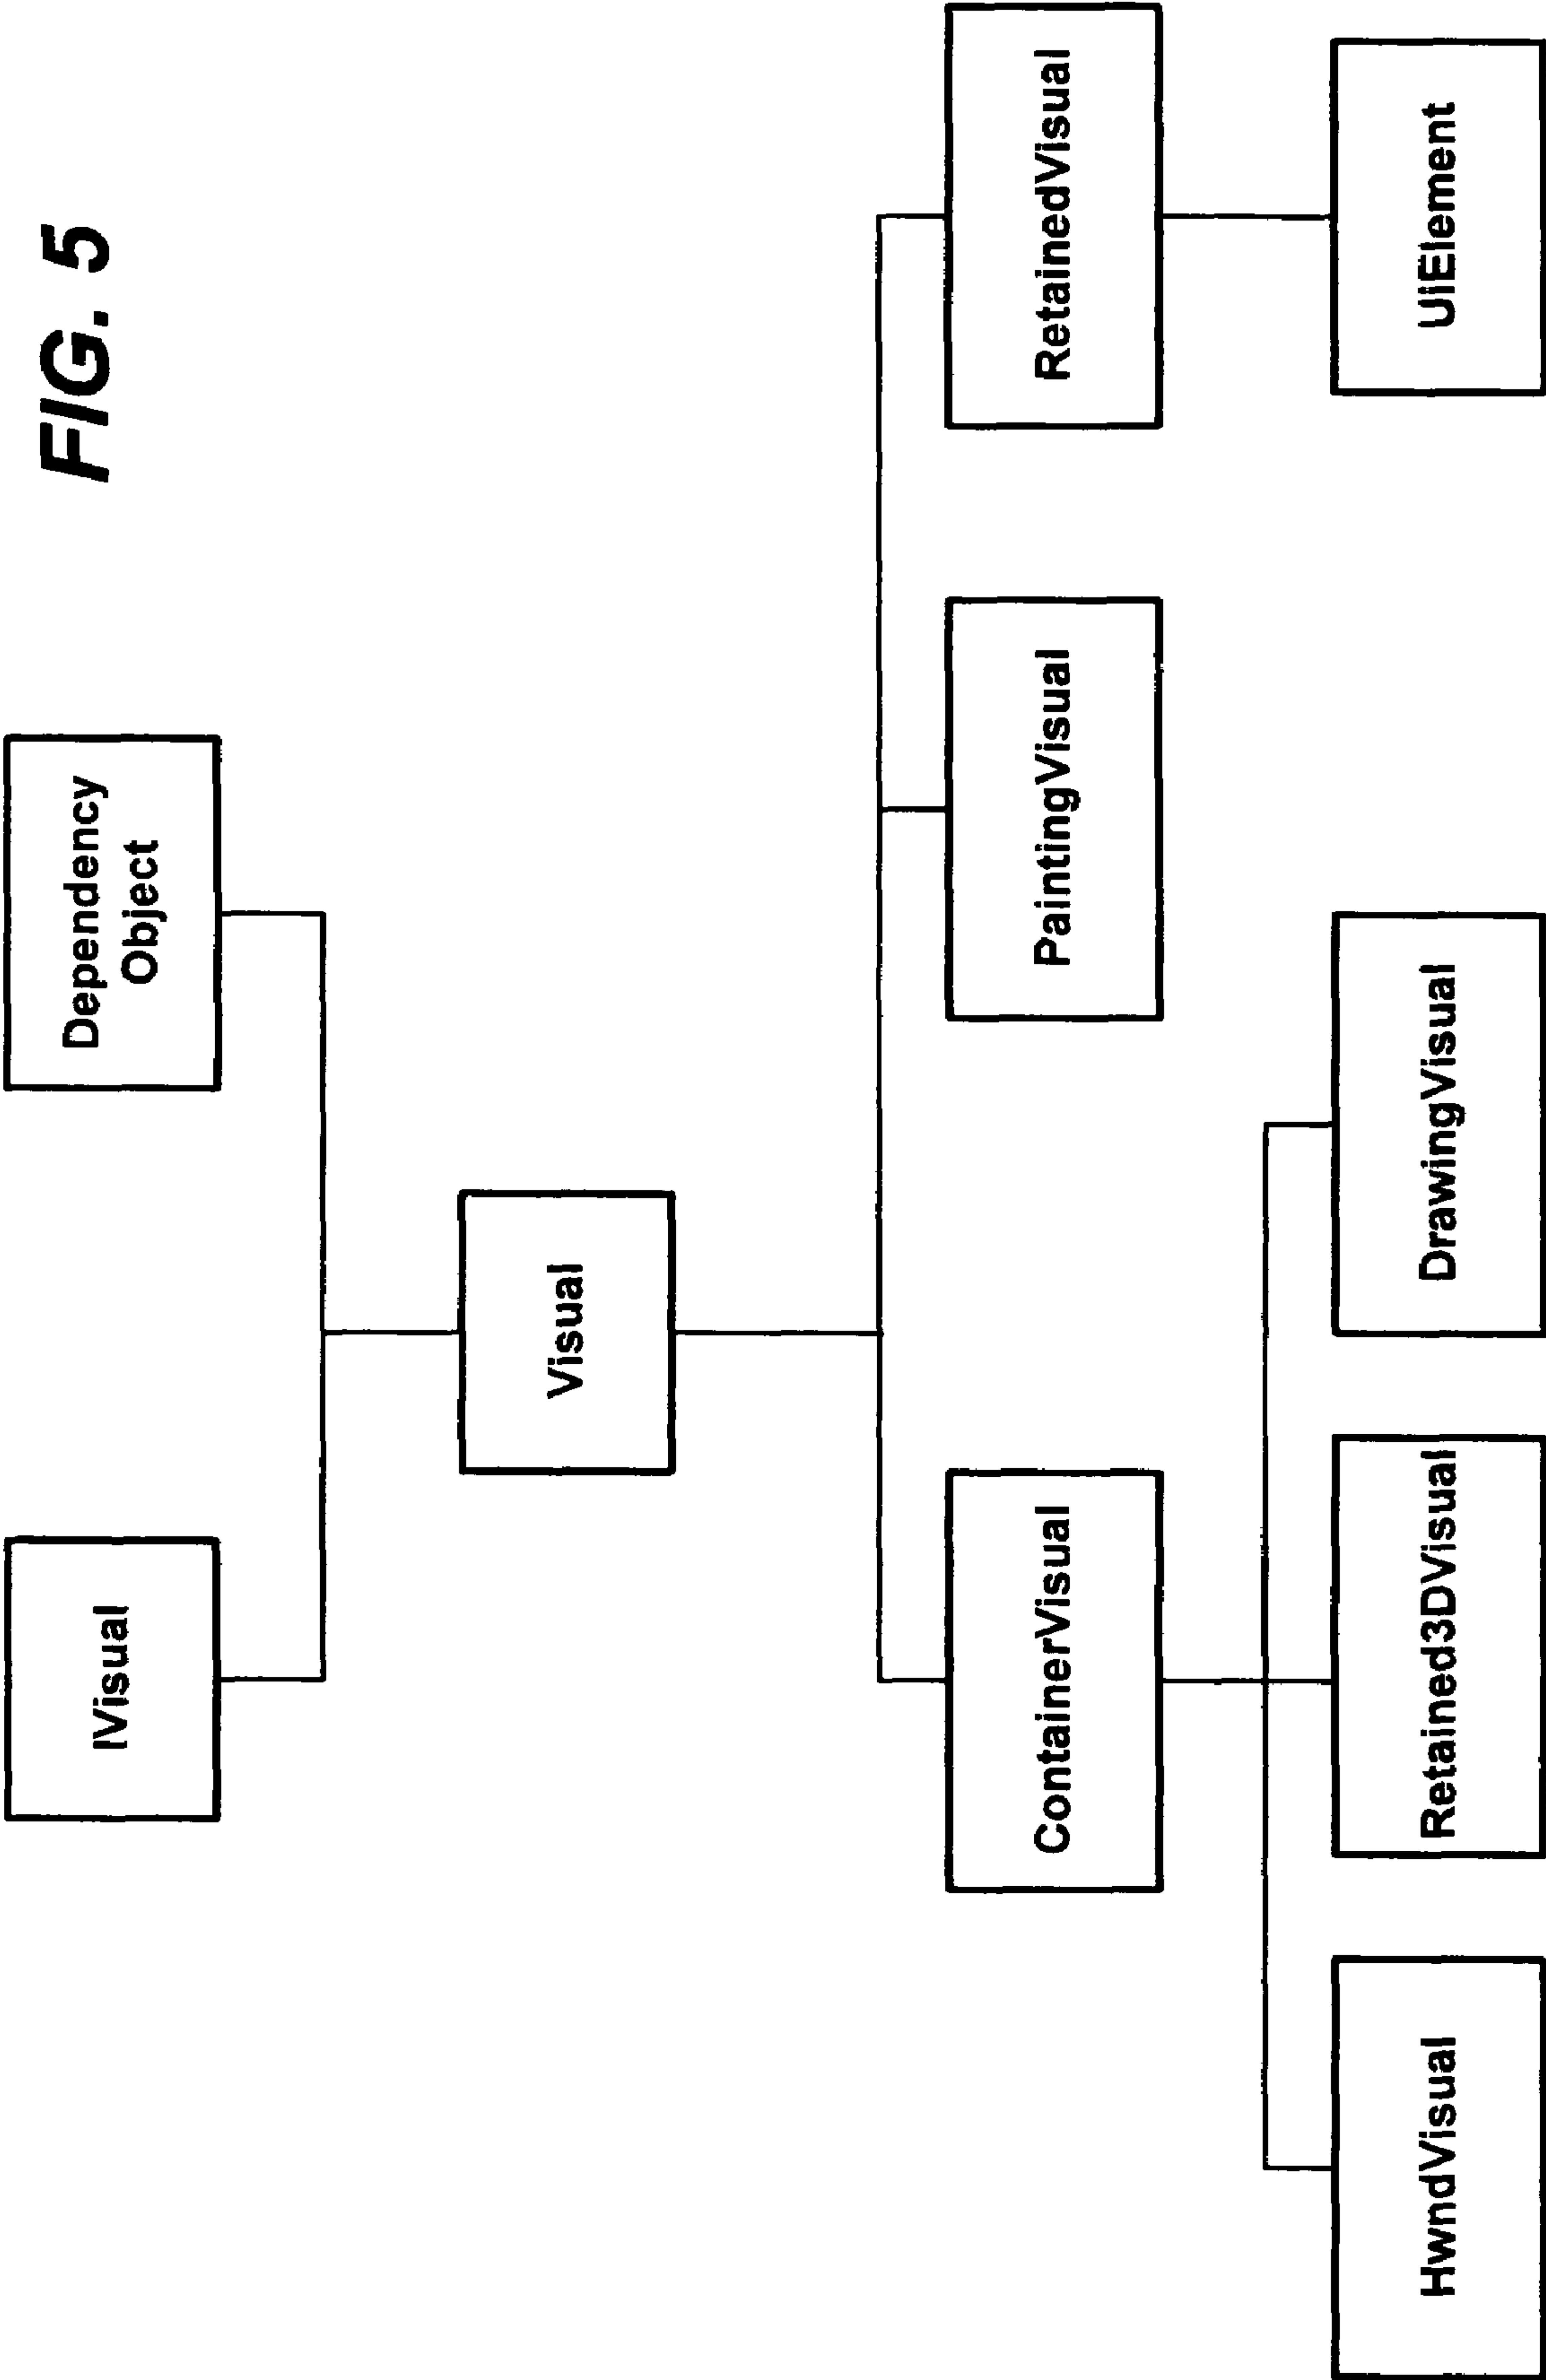 FIG. 5
IVisual
Dependency
Object
Visual
ContainerVisual
PaintingVisual
RetainedVisual
HwndVisual
Retained3DVisual
DrawingVisual
UiElement